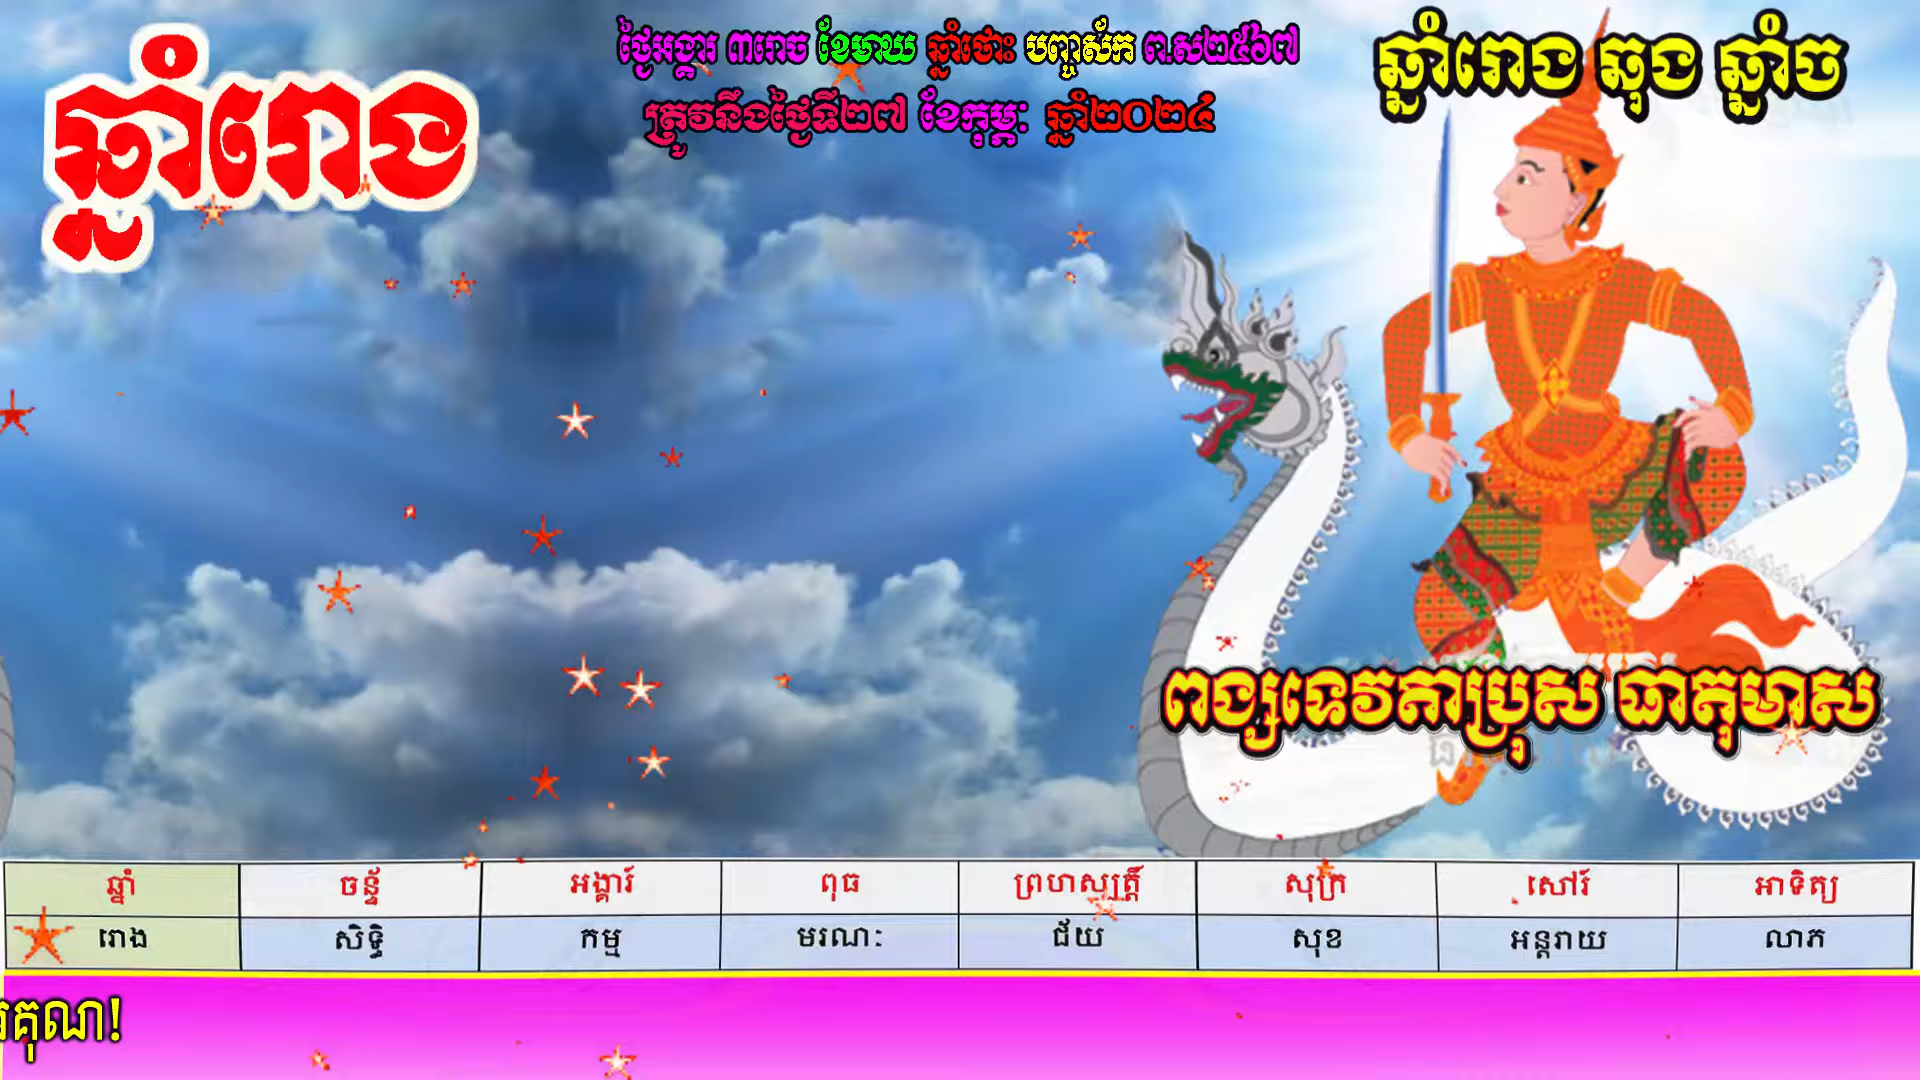 ឆ្នាំរោង
ថ្ងៃអង្គារ ៣រោច ខែមាឃ ឆ្នាំថោះ បញ្ចស័ក ព.ស២៥៦៧
ត្រូវនឹងថ្ងៃទី២៧ ខែកុម្ភៈ ឆ្នាំ២០២៤
ឆ្នាំរោង ឆុង ឆ្នាំច
ពង្សទេវតាប្រុស ធាតុមាស
ឆ្នាំ ចន្ទ័ អង្គារ៍ ពុធ ព្រហស្បត្តិ៍ សុក្រ សៅរ៍ អាទិត្យ
រោង សិទ្ធិ កម្ម មរណៈ ជ័យ សុខ អន្តរាយ លាភ
រគុណ!